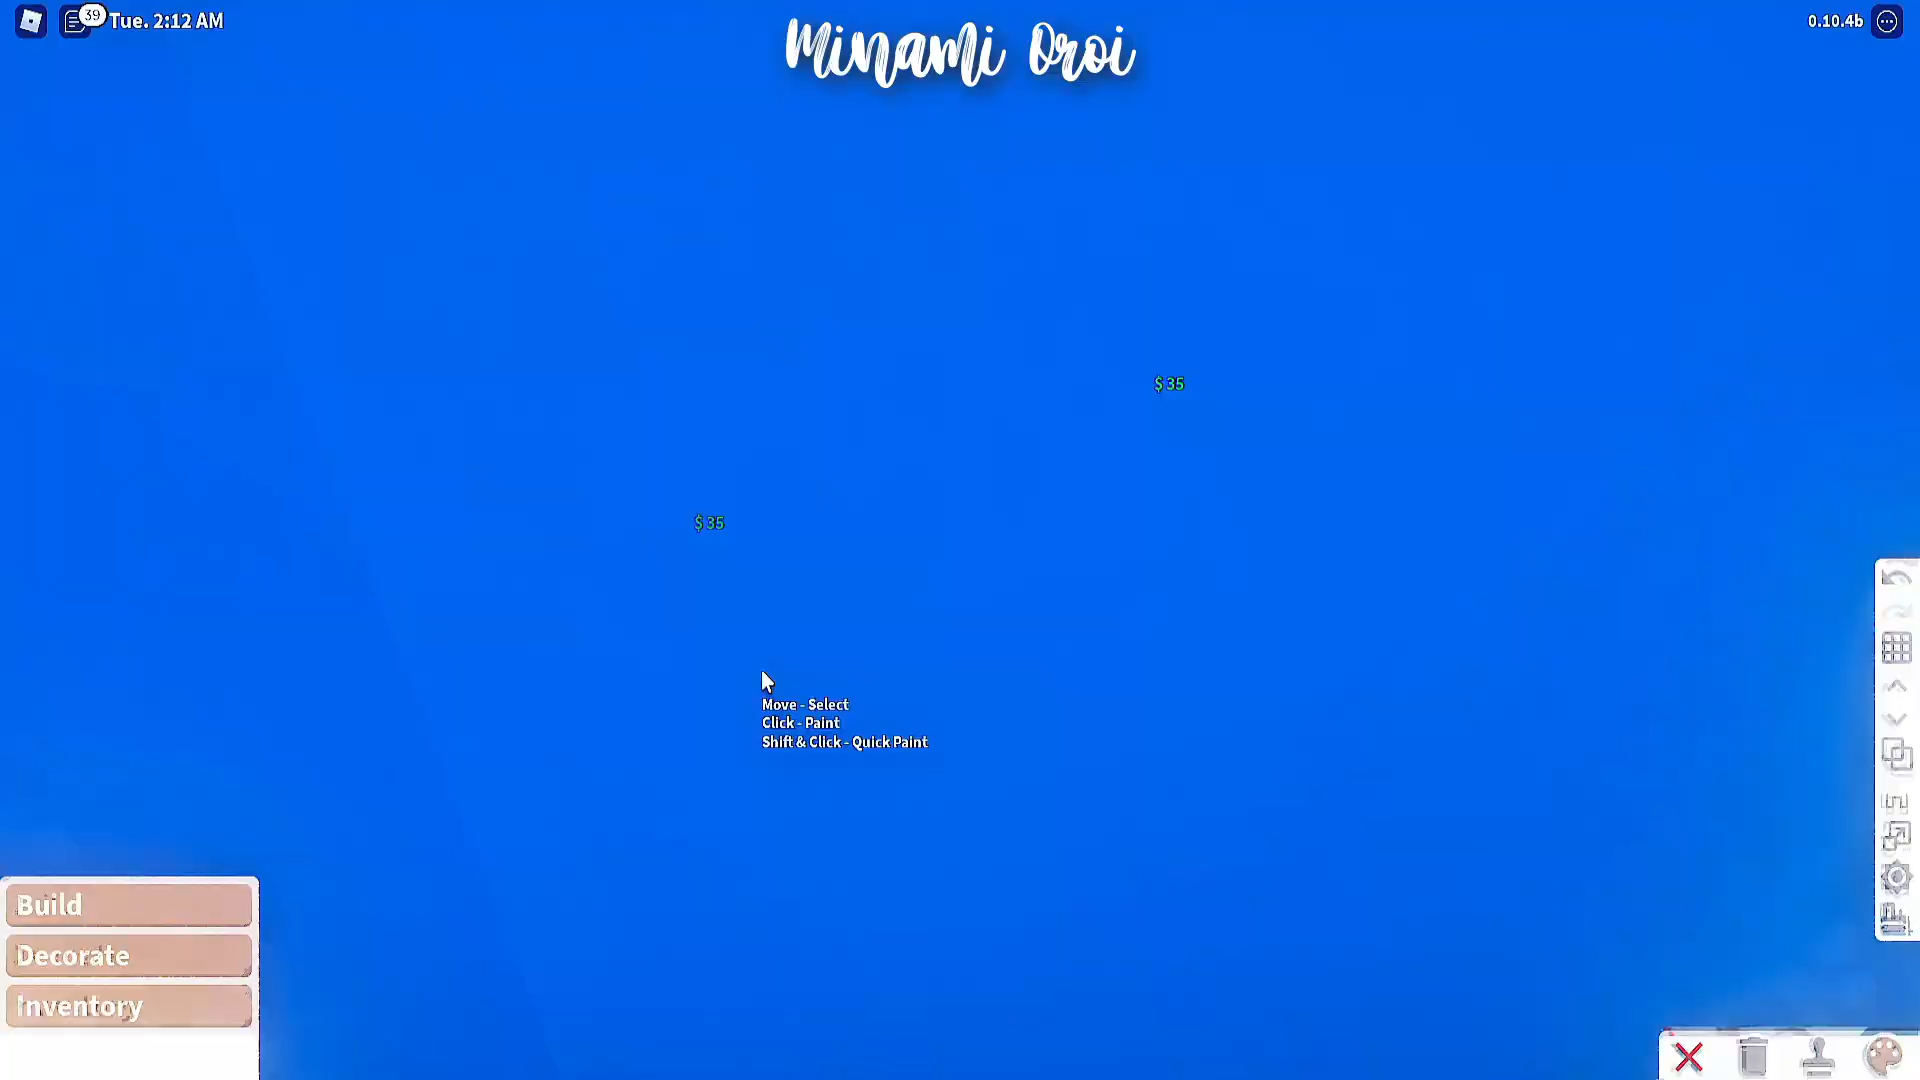 39
Tue. 2:12 AM
Minami Oroi
0.10.4b
$ 35
$ 35
Move - Select
Click - Paint
Shift & Click - Quick Paint
Build
Decorate
Inventory